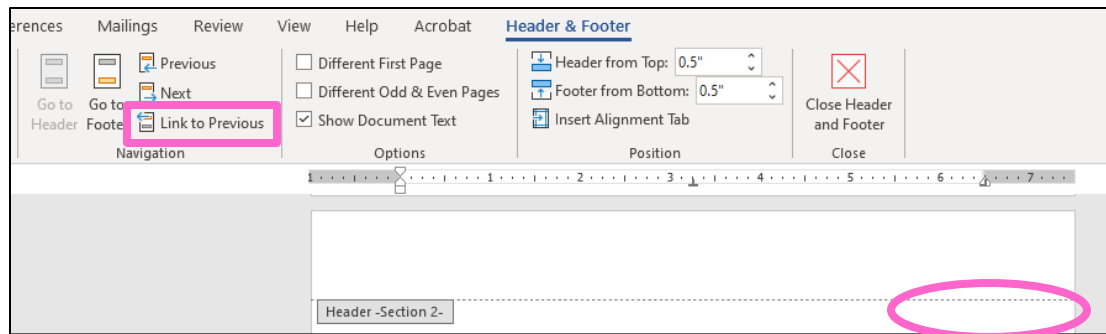 erences Mailings Review View Help Acrobat Header & Footer
Previous Different First Page Header from Top: 0.5"
Next Different Odd & Even Pages Footer from Bottom: 0.5"
Go to Header Go to Foote Link to Previous Show Document Text Insert Alignment Tab Close Header and Footer
Navigation Options Position Close
1 1 2 3 4 5 6 7
Header -Section 2-